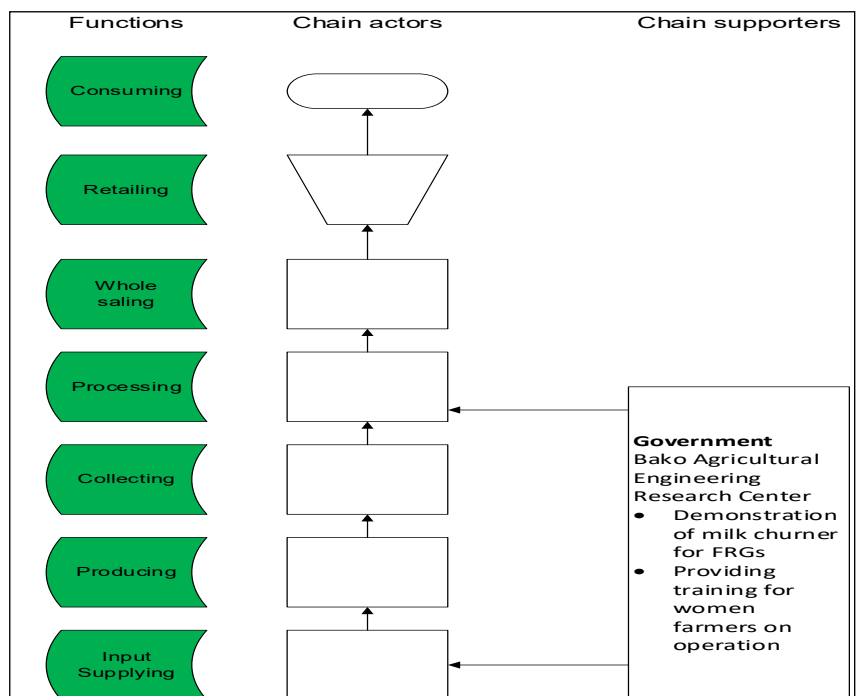 Functions
Chain actors
Chain supporters
Consuming
Retailing
Whole
saling
Processing
Collecting
Producing
Input
Supplying
Government
Bako Agricultural
Engineering
Research Center
• Demonstration
of milk churner
for FRGs
• Providing
training for
women
farmers on
operation